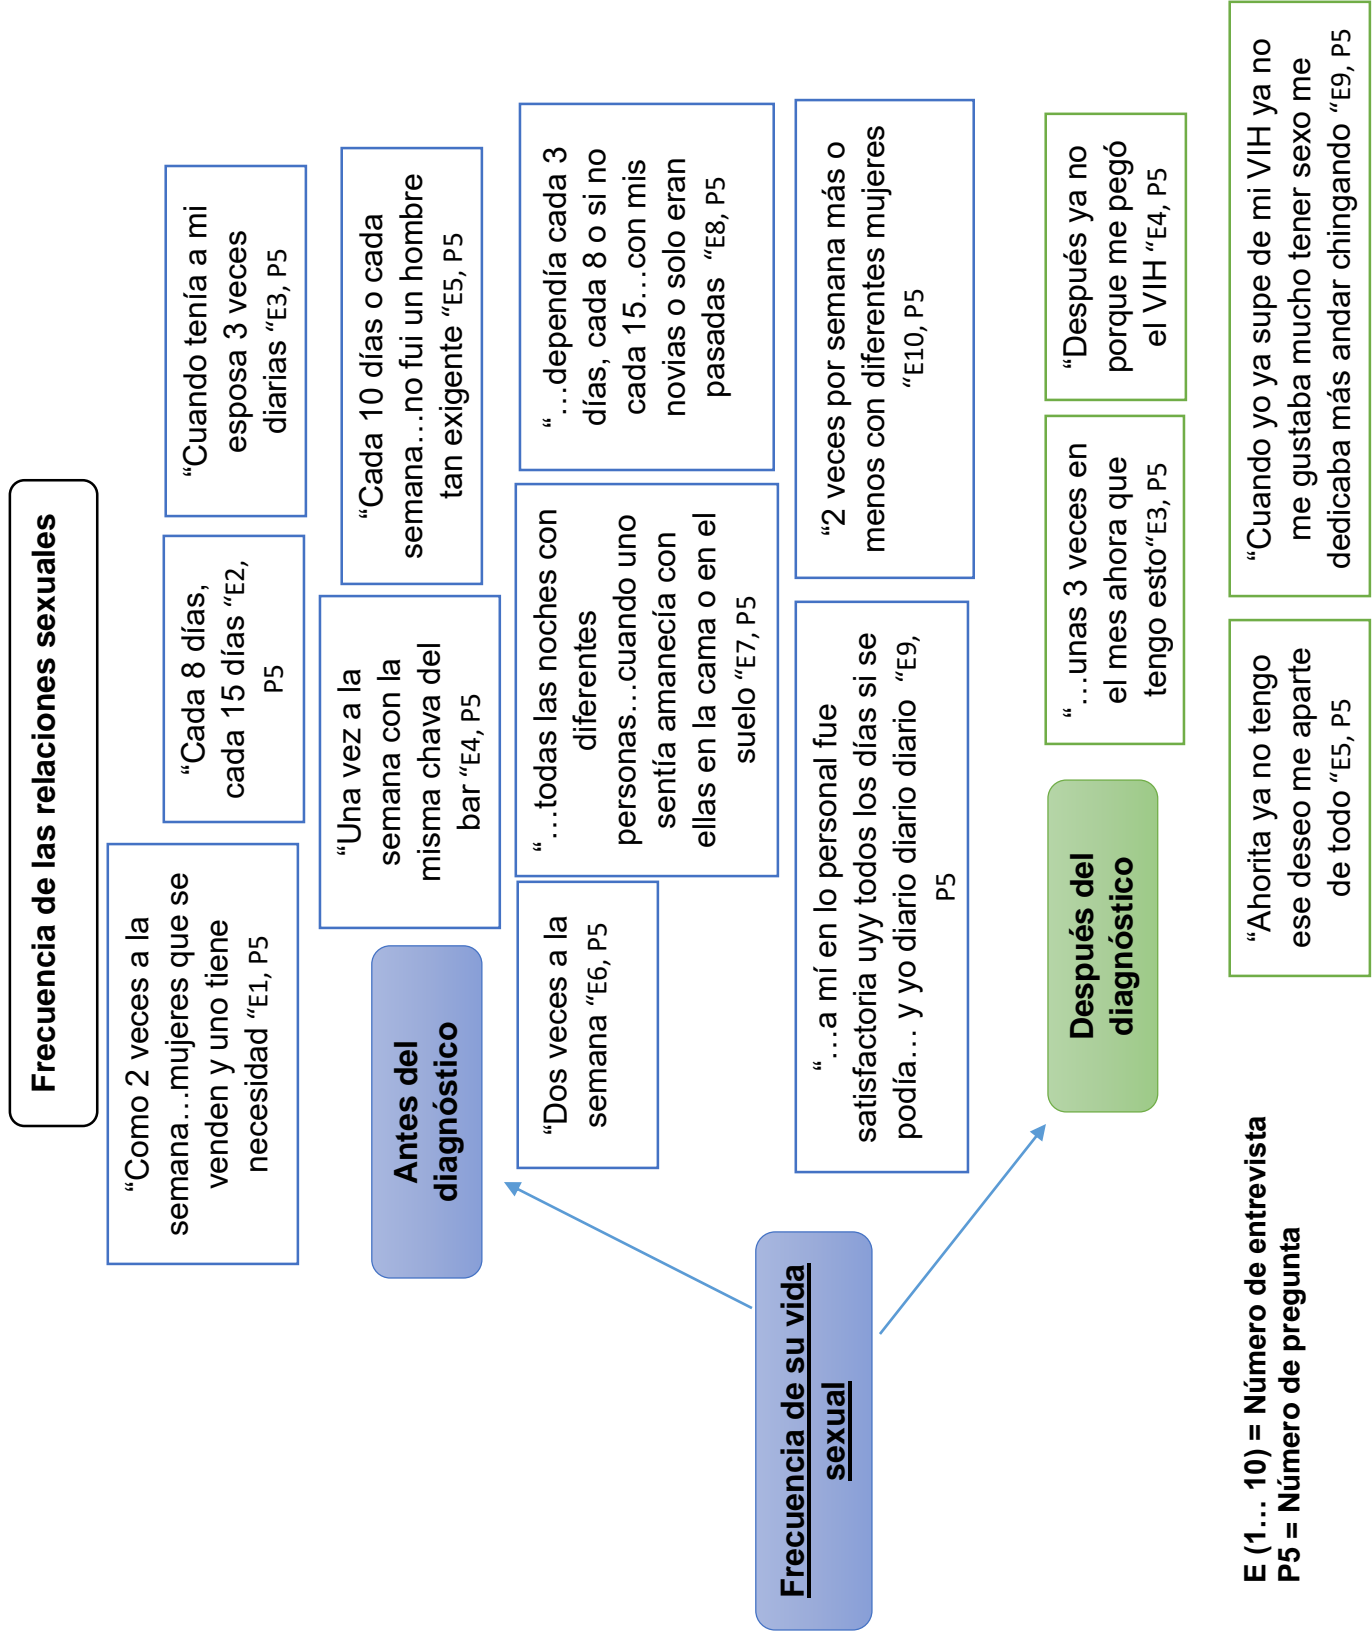 Frecuencia de las relaciones sexuales
“Como 2 veces a la
semana…mujeres que se
venden y uno tiene
necesidad “E1, P5
“Cada 8 días,
cada 15 días “E2,
P5
“Cuando tenía a mi
esposa 3 veces
diarias “E3, P5
“Una vez a la
semana con la
misma chava del
bar “E4, P5
“Cada 10 días o cada
semana…no fui un hombre
tan exigente “E5, P5
Antes del
diagnóstico
“Dos veces a la
semana “E6, P5
“ …todas las noches con
diferentes
personas…cuando uno
sentía amanecía con
ellas en la cama o en el
suelo “E7, P5
“ …dependía cada 3
días, cada 8 o si no
cada 15…con mis
novias o solo eran
pasadas “E8, P5
“ …a mí en lo personal fue
satisfactoria uyy todos los días si se
podía… y yo diario diario diario “E9,
P5
“2 veces por semana más o
menos con diferentes mujeres
“E10, P5
Frecuencia de su vida
sexual
Después del
diagnóstico
“ …unas 3 veces en
el mes ahora que
tengo esto“E3, P5
“Después ya no
porque me pegó
el VIH “E4, P5
“Ahorita ya no tengo
ese deseo me aparte
de todo “E5, P5
“Cuando yo ya supe de mi VIH ya no
me gustaba mucho tener sexo me
dedicaba más andar chingando “E9, P5
E (1… 10) = Número de entrevista
P5 = Número de pregunta